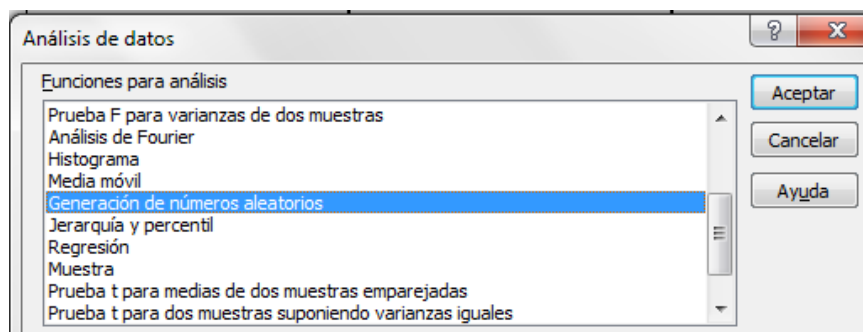 Análisis de datos
Funciones para análisis
Prueba F para varianzas de dos muestras
Análisis de Fourier
Histograma
Media móvil
Generación de números aleatorios
Jerarquía y percentil
Regresión
Muestra
Prueba t para medias de dos muestras emparejadas
Prueba t para dos muestras suponiendo varianzas iguales
Aceptar
Cancelar
Ayuda